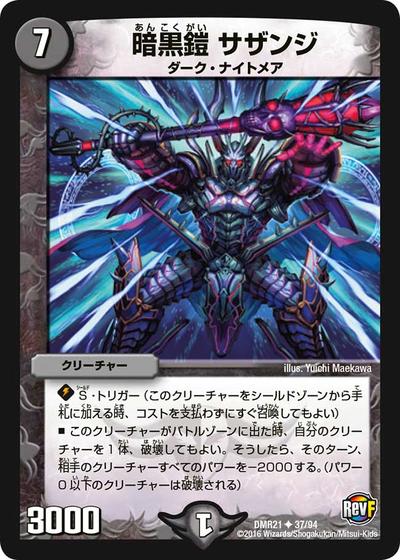 7
あんこくがい
暗黒鎧 サザンジ
ダーク・ナイトメア
クリーチャー
illus. Yuichi Maekawa
シールド
S・トリガー(このクリーチャーをシールドゾーンから手
札に加える時、コストを支払わずにすぐ召喚してもよい)
■ このクリーチャーがバトルゾーンに出た時、自分のクリ
ーチャーを1体、破壊してもよい。そうしたら、そのターン、
相手のクリーチャーすべてのパワーを-2000する。(パワー
0以下のクリーチャーは破壊される)
RevF
3000
DMR21 ◆ 37/94
©2016 Wizards/Shogakukan/Mitsui-Kids